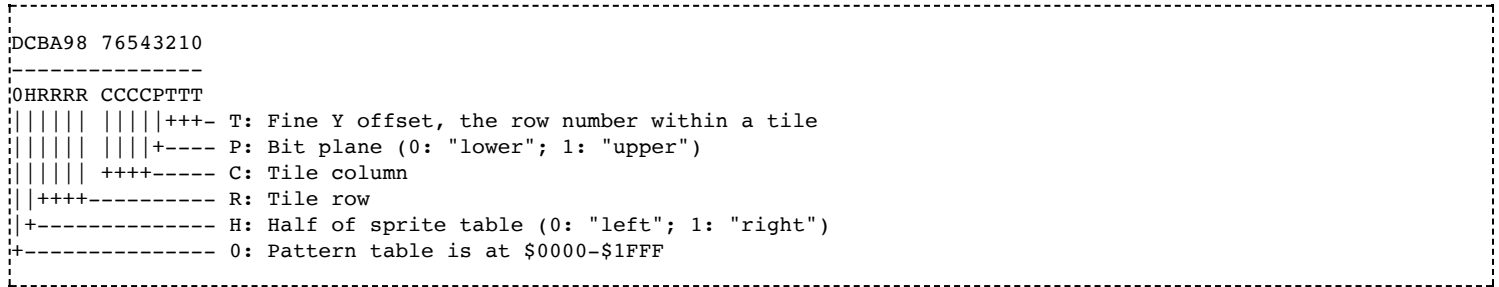 DCBA98 76543210
---------------
0HRRRR CCCCPTTT
|||||| |||||+++- T: Fine Y offset, the row number within a tile
|||||| ||||+---- P: Bit plane (0: "lower"; 1: "upper")
|||||| ++++----- C: Tile column
||++++---------- R: Tile row
|+-------------- H: Half of sprite table (0: "left"; 1: "right")
+--------------- 0: Pattern table is at $0000-$1FFF